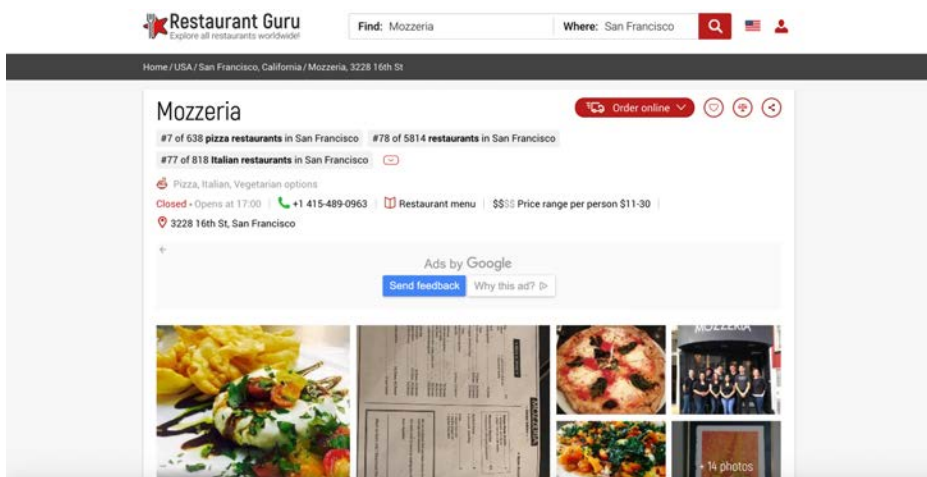 Restaurant Guru
Explore all restaurants worldwide!
Find: Mozzeria
Where: San Francisco
Home / USA / San Francisco, California / Mozzeria, 3228 16th St
Mozzeria
Order online
#7 of 638 pizza restaurants in San Francisco
#78 of 5814 restaurants in San Francisco
#77 of 818 Italian restaurants in San Francisco
Pizza, Italian, Vegetarian options
Closed • Opens at 17:00
+1 415-489-0963
Restaurant menu
$$$$ Price range per person $11-30
3228 16th St, San Francisco
Ads by Google
Send feedback
Why this ad?
MOZZERIA
MOZZERIA
+ 14 photos